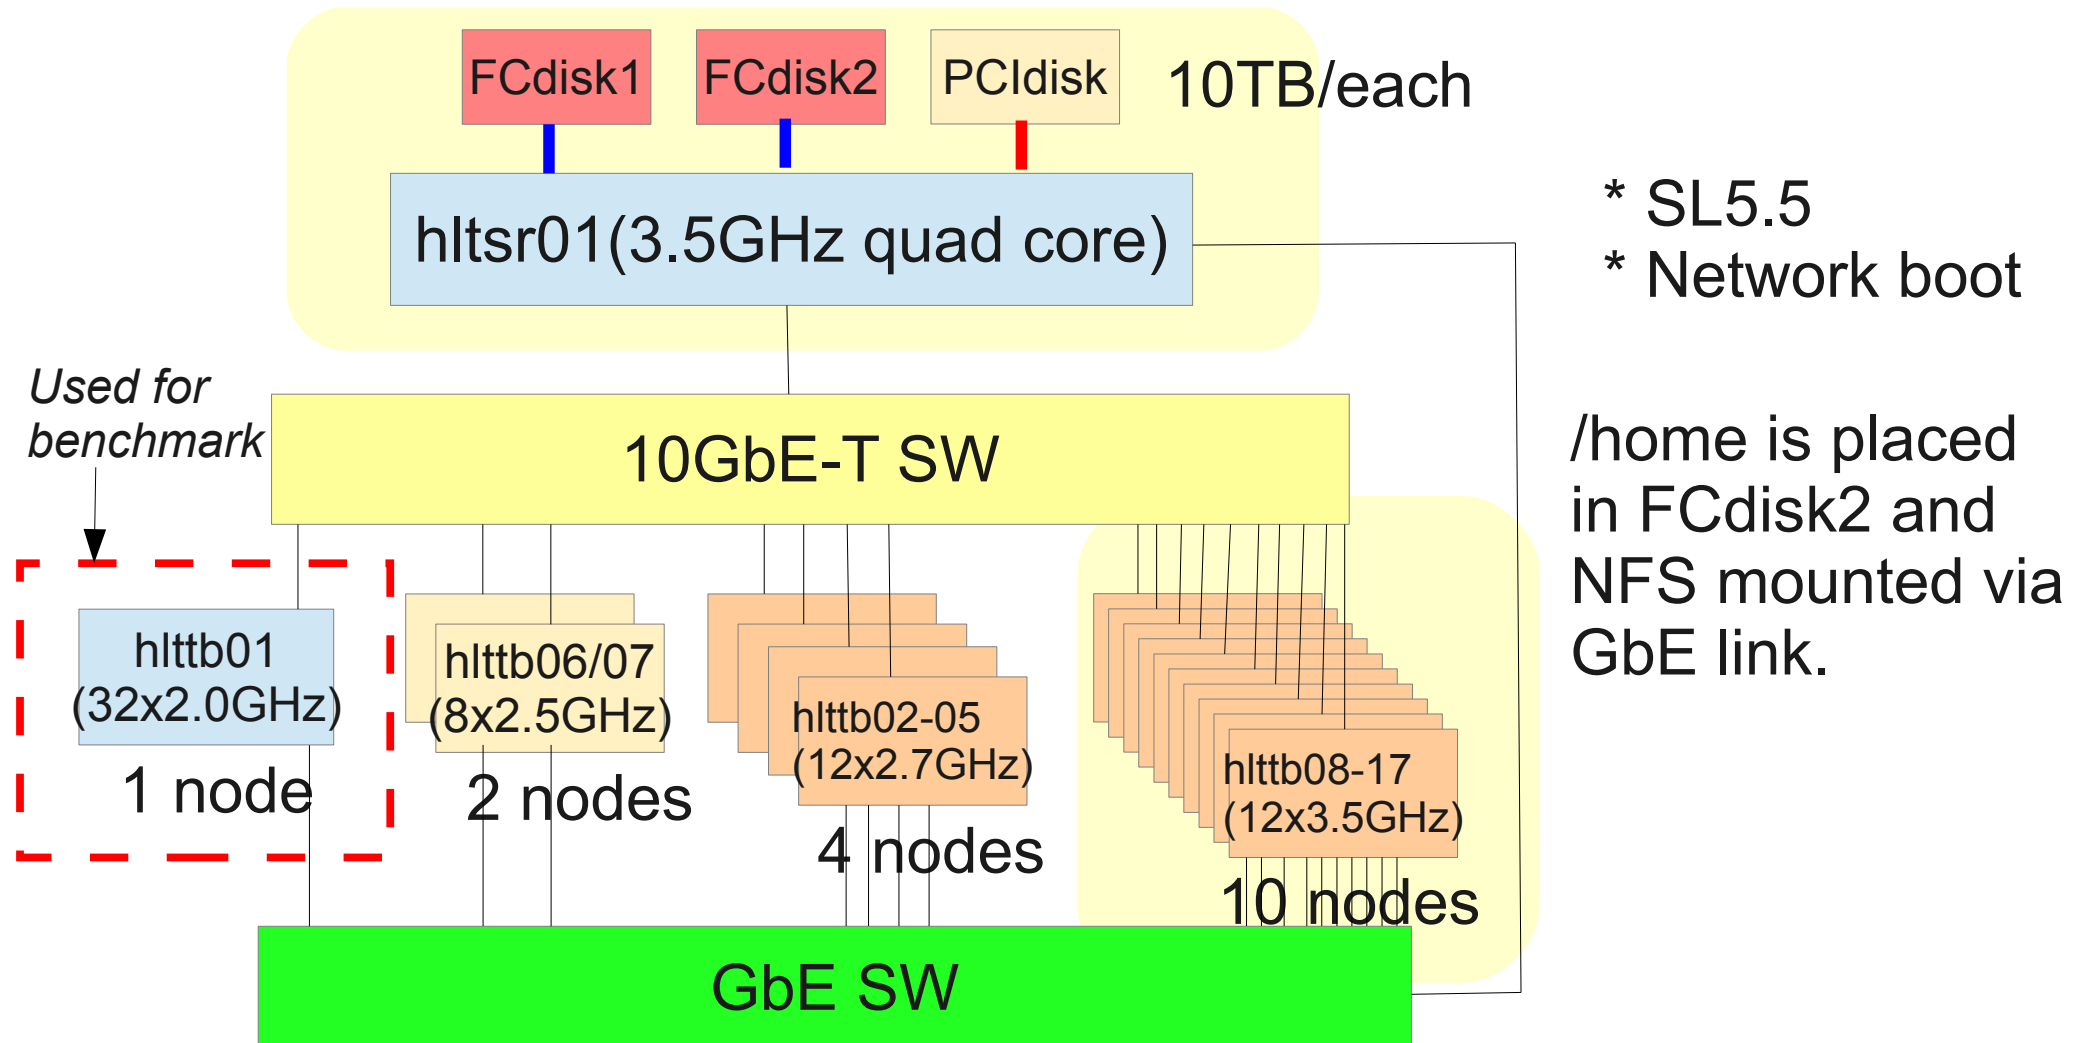 FCdisk1
FCdisk2
PCIdisk
10TB/each
hltsr01(3.5GHz quad core)
* SL5.5
* Network boot
Used for
benchmark
10GbE-T SW
/home is placed
in FCdisk2 and
NFS mounted via
GbE link.
hlttb01
(32x2.0GHz)
1 node
hlttb06/07
(8x2.5GHz)
2 nodes
hlttb02-05
(12x2.7GHz)
4 nodes
hlttb08-17
(12x3.5GHz)
10 nodes
GbE SW